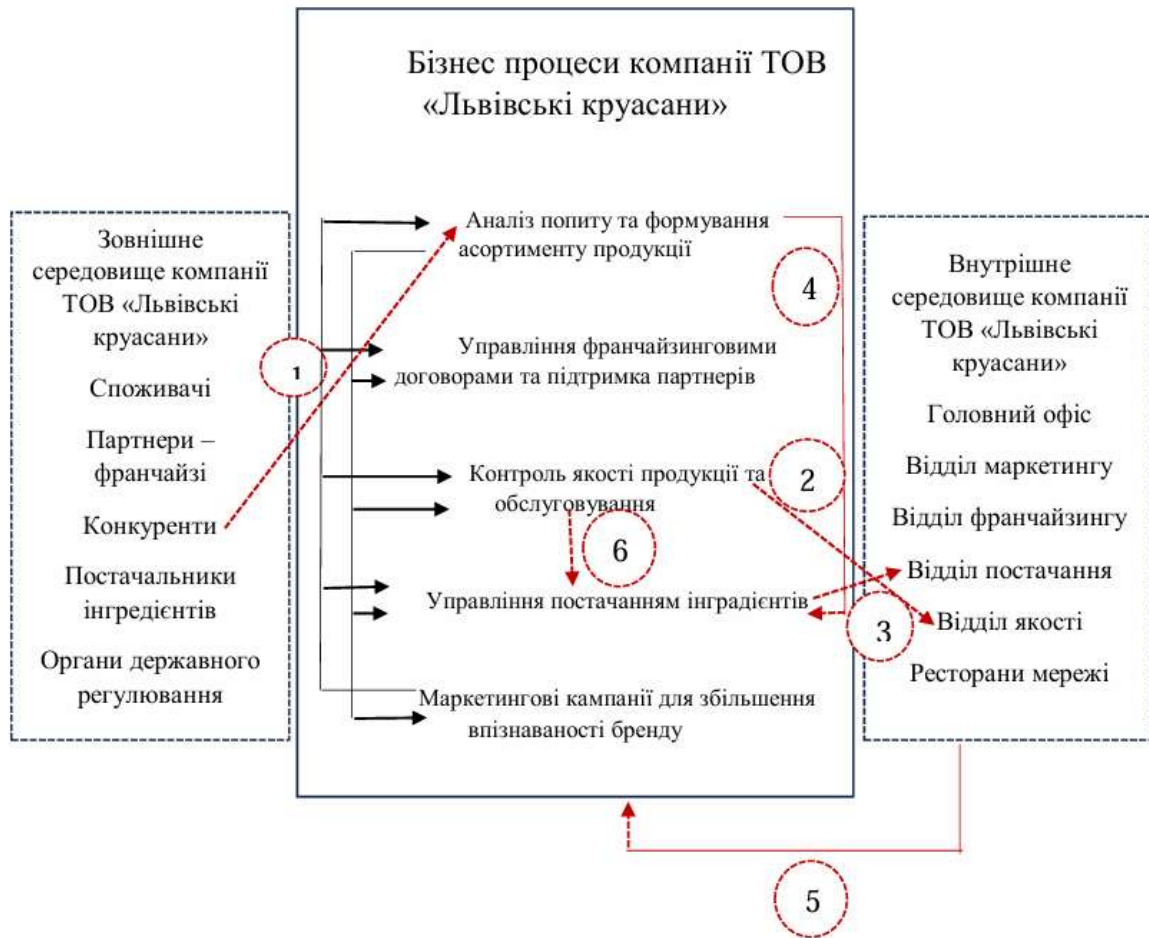 Бізнес процеси компанії ТОВ
«Львівські круасани»
Зовнішнє
середовище компанії
ТОВ «Львівські
круасани»
Споживачі
Партнери –
франчайзі
Конкуренти
Постачальники
інгредієнтів
Органи державного
регулювання
1
Аналіз попиту та формування
асортименту продукції
4
Управління франчайзинговими
договорами та підтримка партнерів
Контроль якості продукції та
обслуговування
2
6
Управління постачанням інградієнтів
3
Маркетингові кампанії для збільшення
впізнаваності бренду
Внутрішнє
середовище компанії
ТОВ «Львівські
круасани»
Головний офіс
Відділ маркетингу
Відділ франчайзингу
Відділ постачання
Відділ якості
Ресторани мережі
5